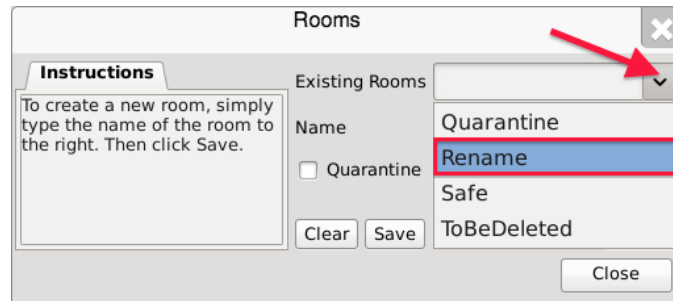 Rooms
Instructions
To create a new room, simply
type the name of the room to
the right. Then click Save.
Existing Rooms
Name
Quarantine
Clear
Save
Quarantine
Rename
Safe
ToBeDeleted
Close